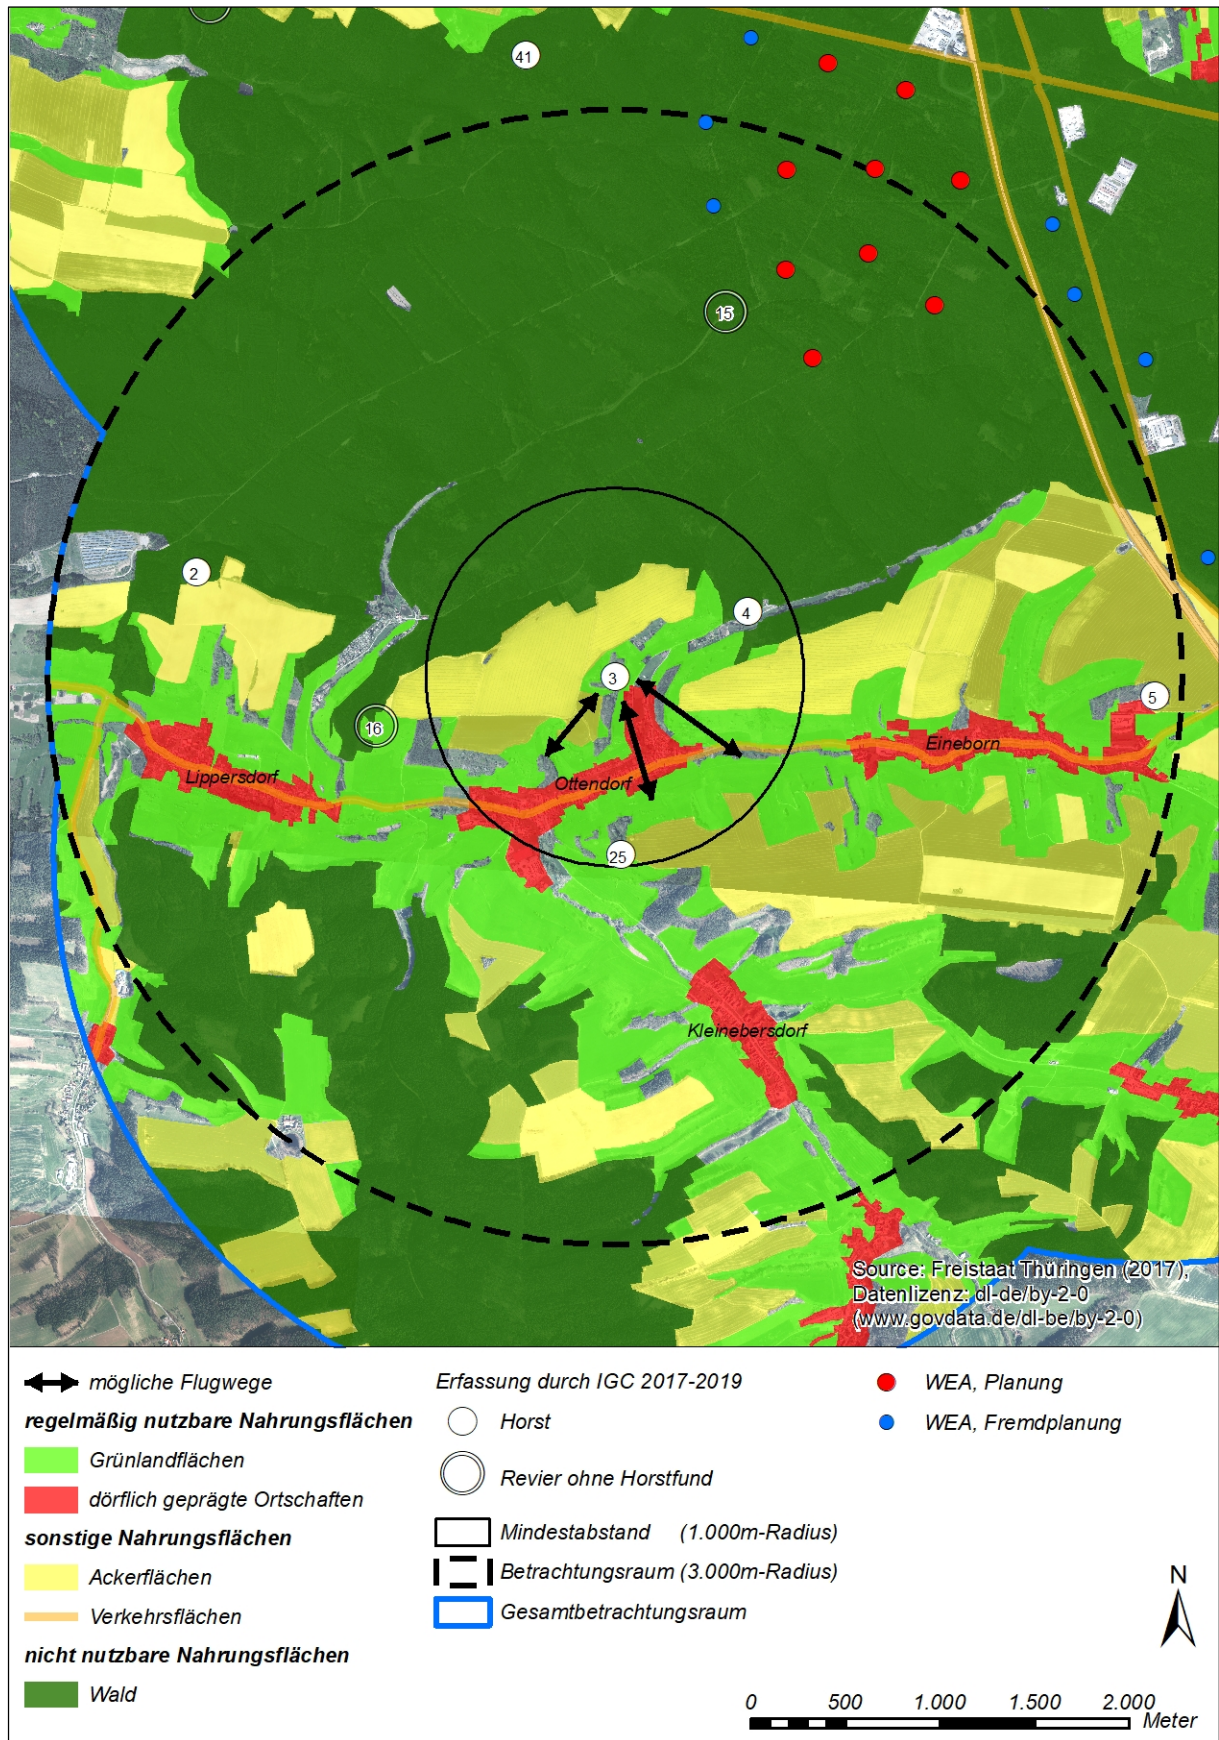 41
15
2
4
3
16
5
Lippersdorf
Ottendorf
Eineborn
25
Kleinebersdorf
Source: Freistaat Thüringen (2017),
Datenlizenz: dl-de/by-2-0
(www.govdata.de/dl-be/by-2-0)
mögliche Flugwege
regelmäßig nutzbare Nahrungsflächen
Grünlandflächen
dörflich geprägte Ortschaften
sonstige Nahrungsflächen
Ackerflächen
Verkehrsflächen
nicht nutzbare Nahrungsflächen
Wald
Erfassung durch IGC 2017-2019
Horst
Revier ohne Horstfund
Mindestabstand (1.000m-Radius)
Betrachtungsraum (3.000m-Radius)
Gesamtbetrachtungsraum
WEA, Planung
WEA, Fremdplanung
N
0 500 1.000 1.500 2.000
Meter